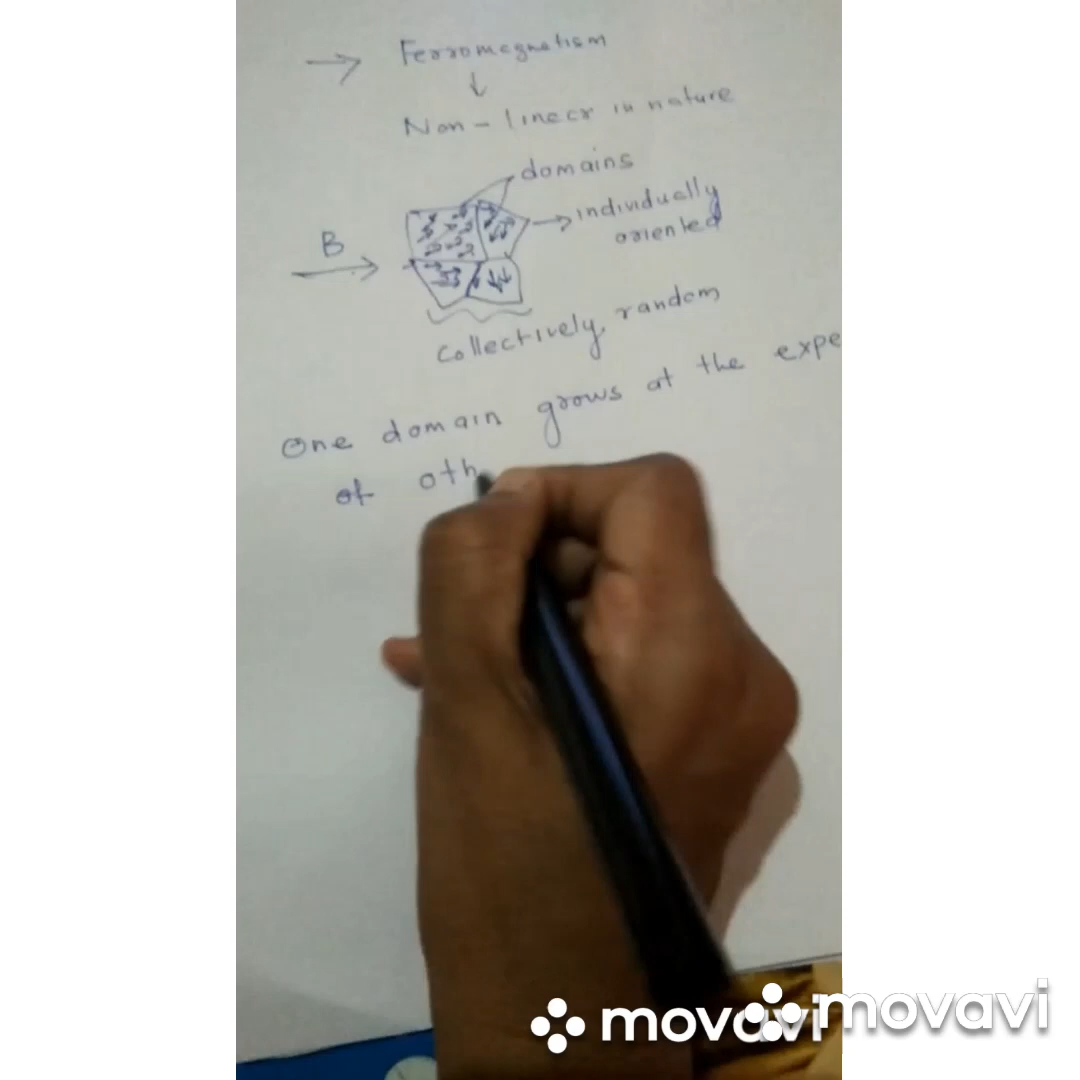 Ferromagnetism
Non-linear in nature
domains
individually
oriented
B
Collectively, random
One domain grows at the expe
of oth
movavi
movavi